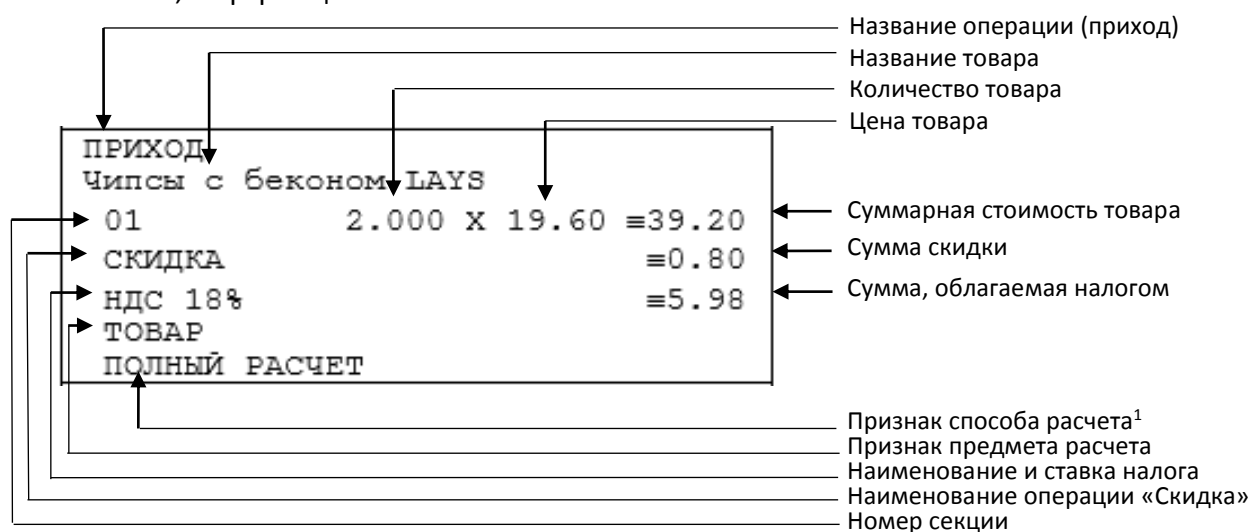 Название операции (приход)
Название товара
Количество товара
Цена товара
ПРИХОД
Чипсы с беконом LAYS
01 2.000 X 19.60 ≡39.20
Суммарная стоимость товара
СКИДКА ≡0.80
Сумма скидки
НДС 18% ≡5.98
Сумма, облагаемая налогом
ТОВАР
ПОЛНЫЙ РАСЧЕТ
Признак способа расчета¹
Признак предмета расчета
Наименование и ставка налога
Наименование операции «Скидка»
Номер секции